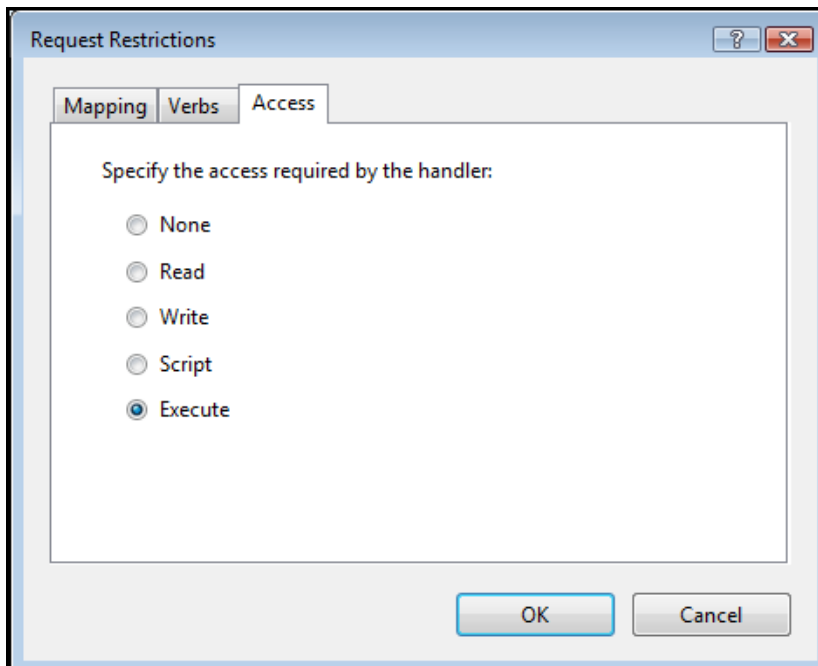 Request Restrictions
Mapping Verbs Access
Specify the access required by the handler:
None
Read
Write
Script
Execute
OK Cancel